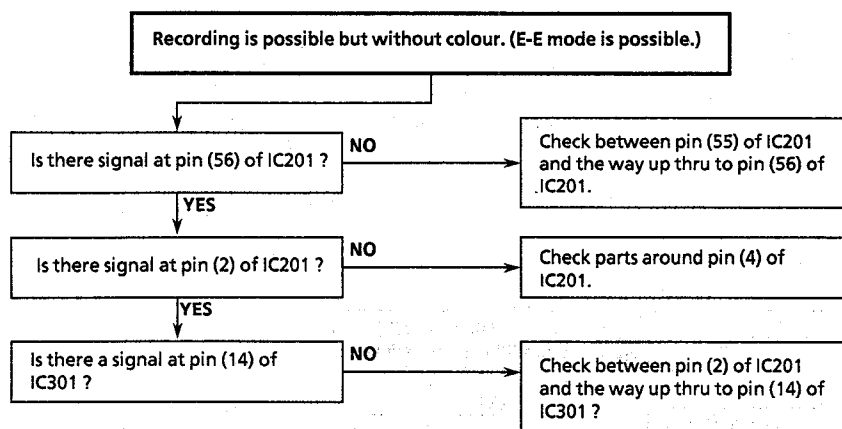 Recording is possible but without colour. (E-E mode is possible.)
Is there signal at pin (56) of IC201 ?
NO
Check between pin (55) of IC201
and the way up thru to pin (56) of
IC201.
YES
Is there signal at pin (2) of IC201 ?
NO
Check parts around pin (4) of
IC201.
YES
Is there a signal at pin (14) of
IC301 ?
NO
Check between pin (2) of IC201
and the way up thru to pin (14) of
IC301 ?